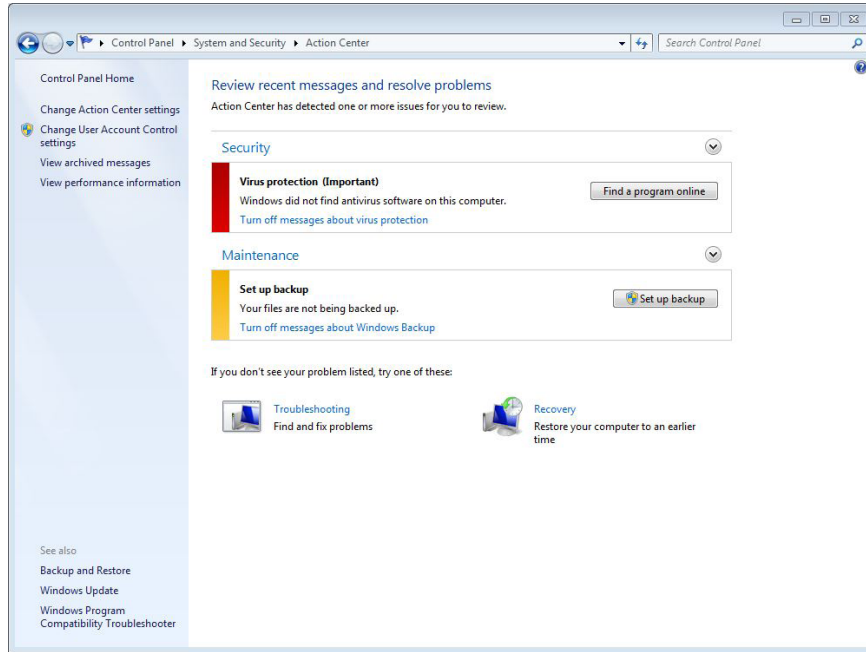 Control Panel ▸ System and Security ▸ Action Center
Search Control Panel
Control Panel Home
Change Action Center settings
Change User Account Control
settings
View archived messages
View performance information
Review recent messages and resolve problems
Action Center has detected one or more issues for you to review.
Security
Virus protection (Important)
Windows did not find antivirus software on this computer.
Turn off messages about virus protection
Find a program online
Maintenance
Set up backup
Your files are not being backed up.
Turn off messages about Windows Backup
Set up backup
If you don't see your problem listed, try one of these:
Troubleshooting
Find and fix problems
Recovery
Restore your computer to an earlier
time
See also
Backup and Restore
Windows Update
Windows Program
Compatibility Troubleshooter